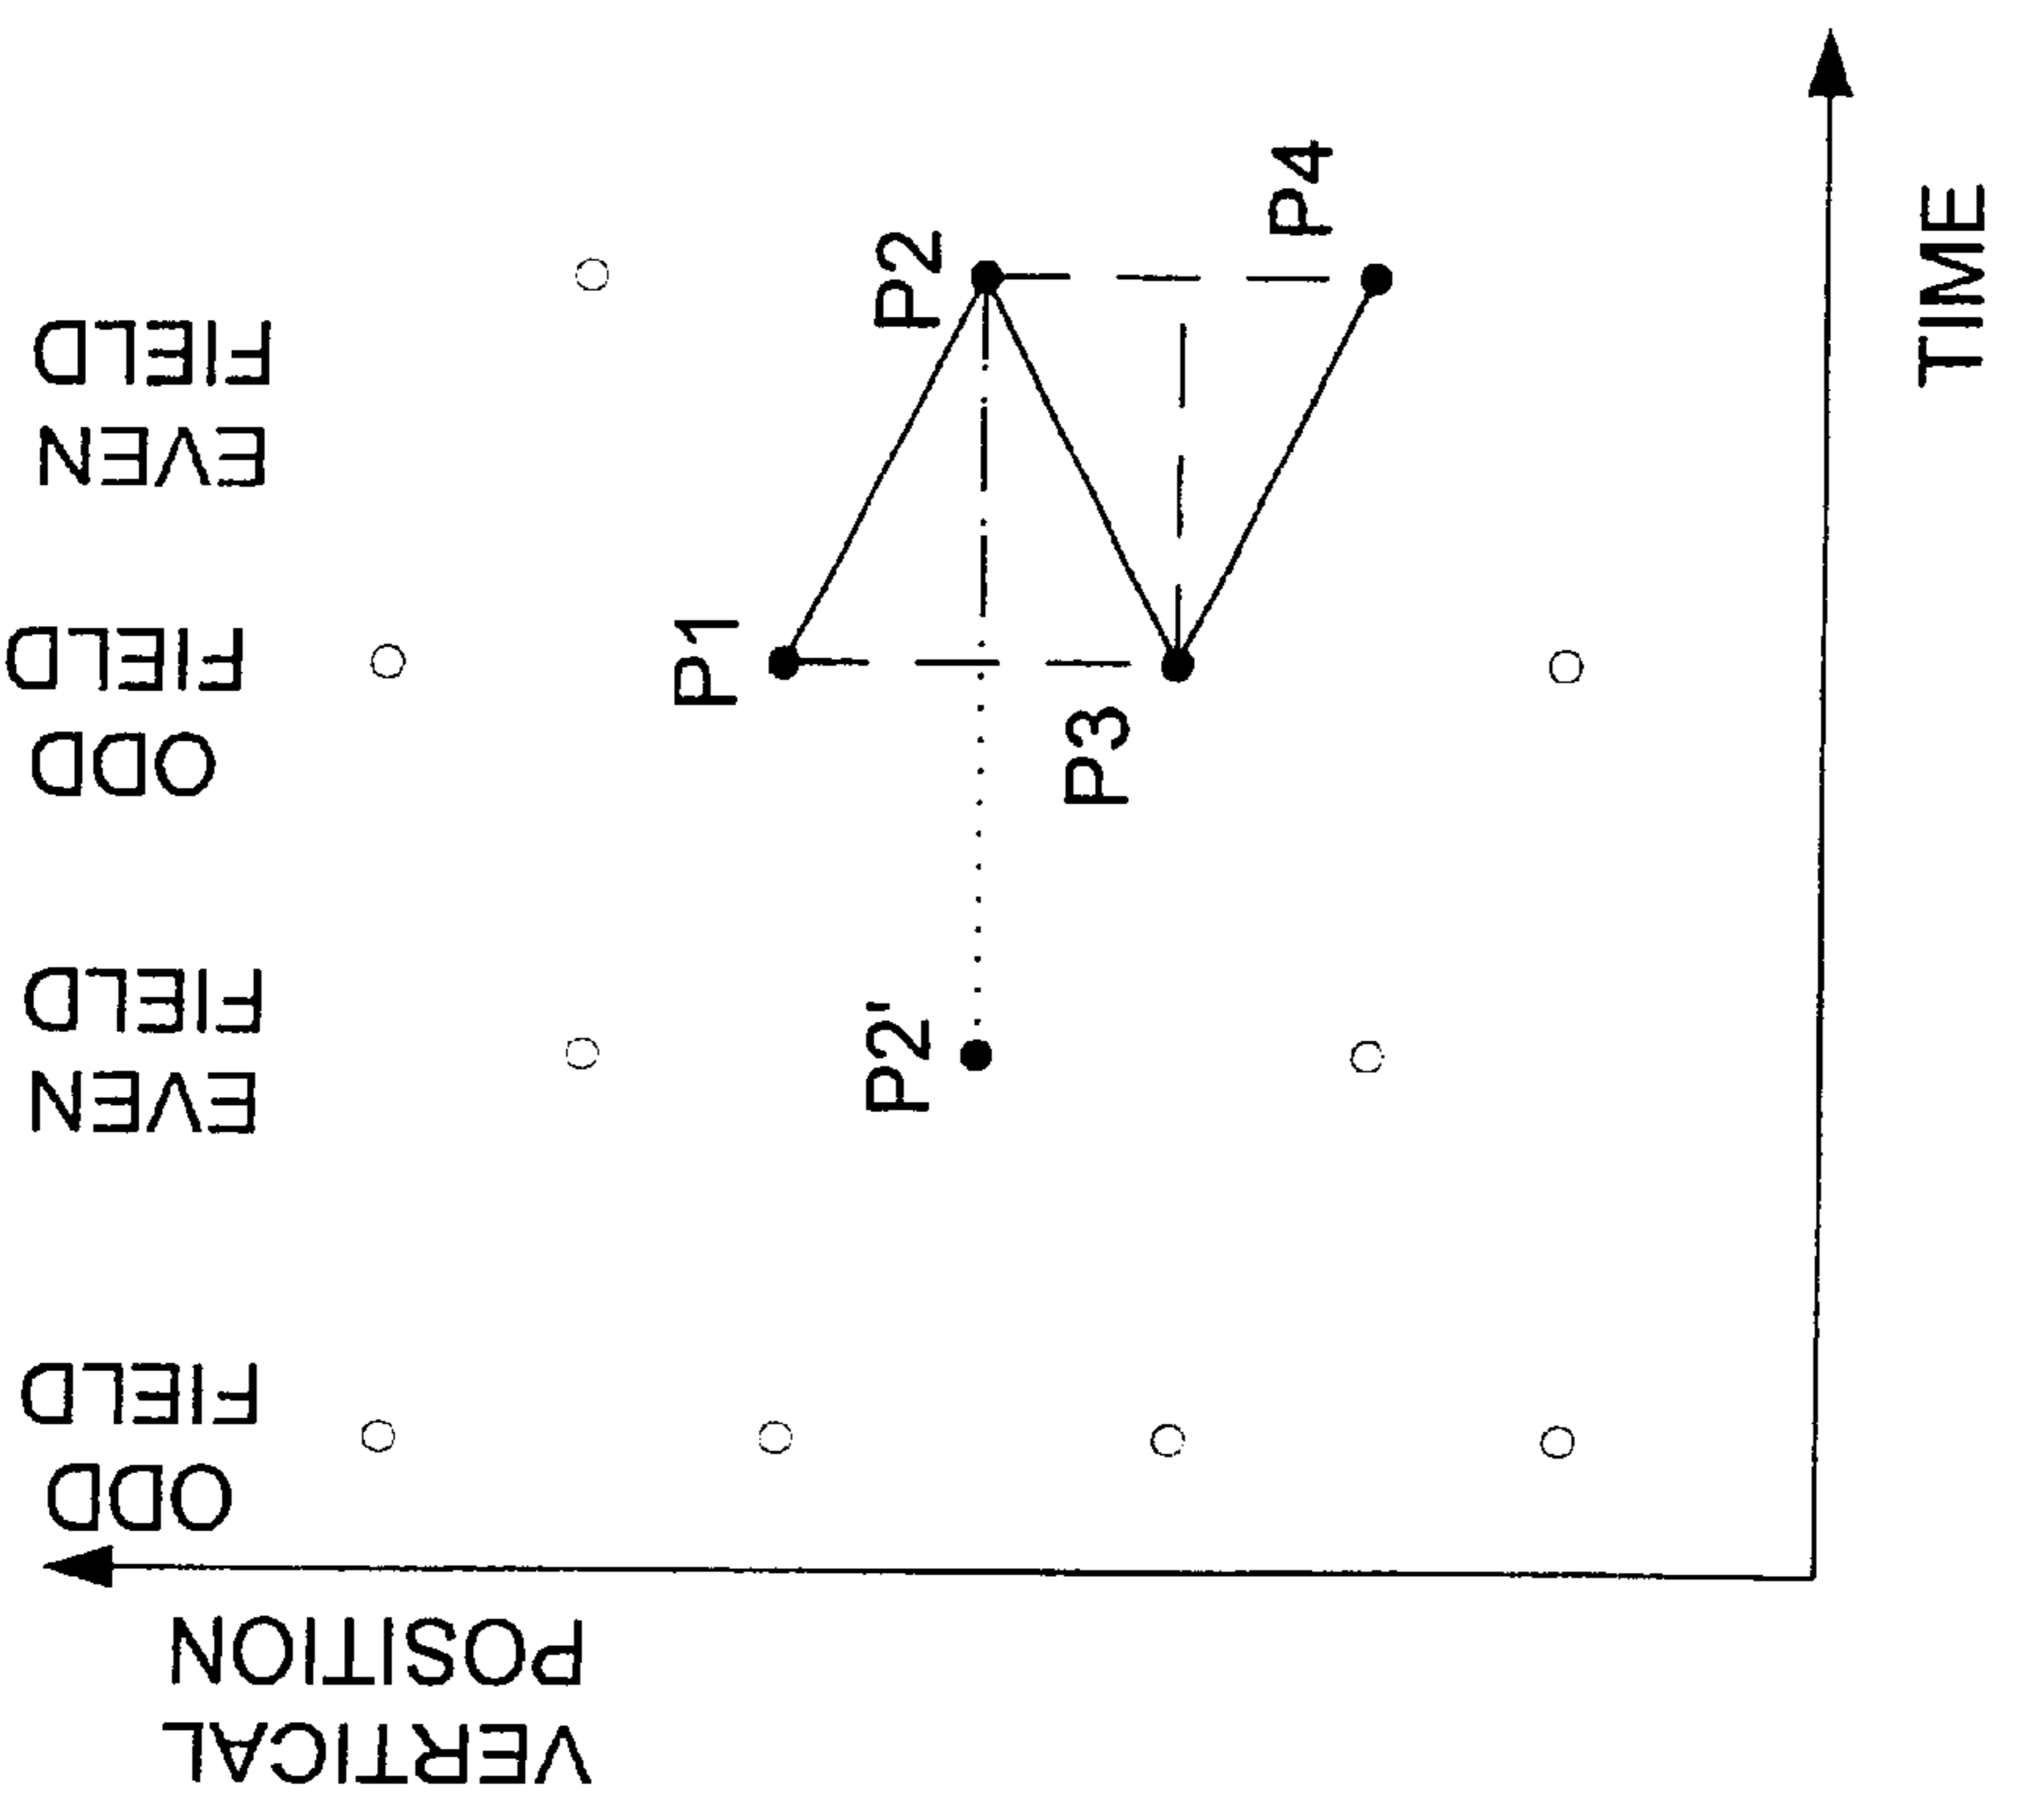 VERTICAL
POSITION
ODD
FIELD
EVEN
FIELD
ODD
FIELD
EVEN
FIELD
P1
P2
P2'
P3
P4
TIME